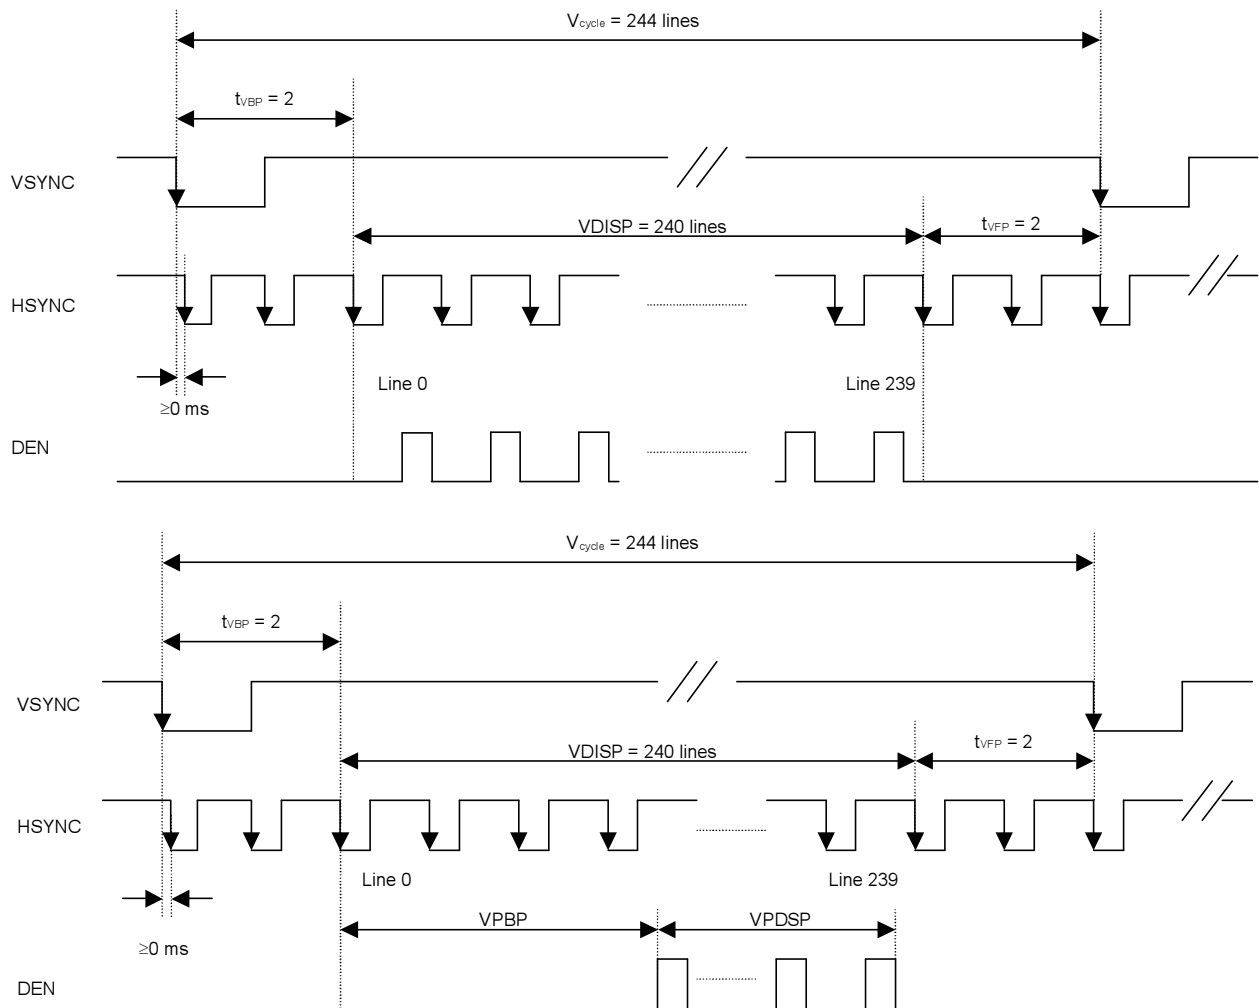 Vcycle = 244 lines
tVBP = 2
VSYNC
VDISP = 240 lines
tVFP = 2
HSYNC
Line 0
Line 239
≥0 ms
DEN
Vcycle = 244 lines
tVBP = 2
VSYNC
VDISP = 240 lines
tVFP = 2
HSYNC
Line 0
Line 239
VPBP
VPDSP
≥0 ms
DEN